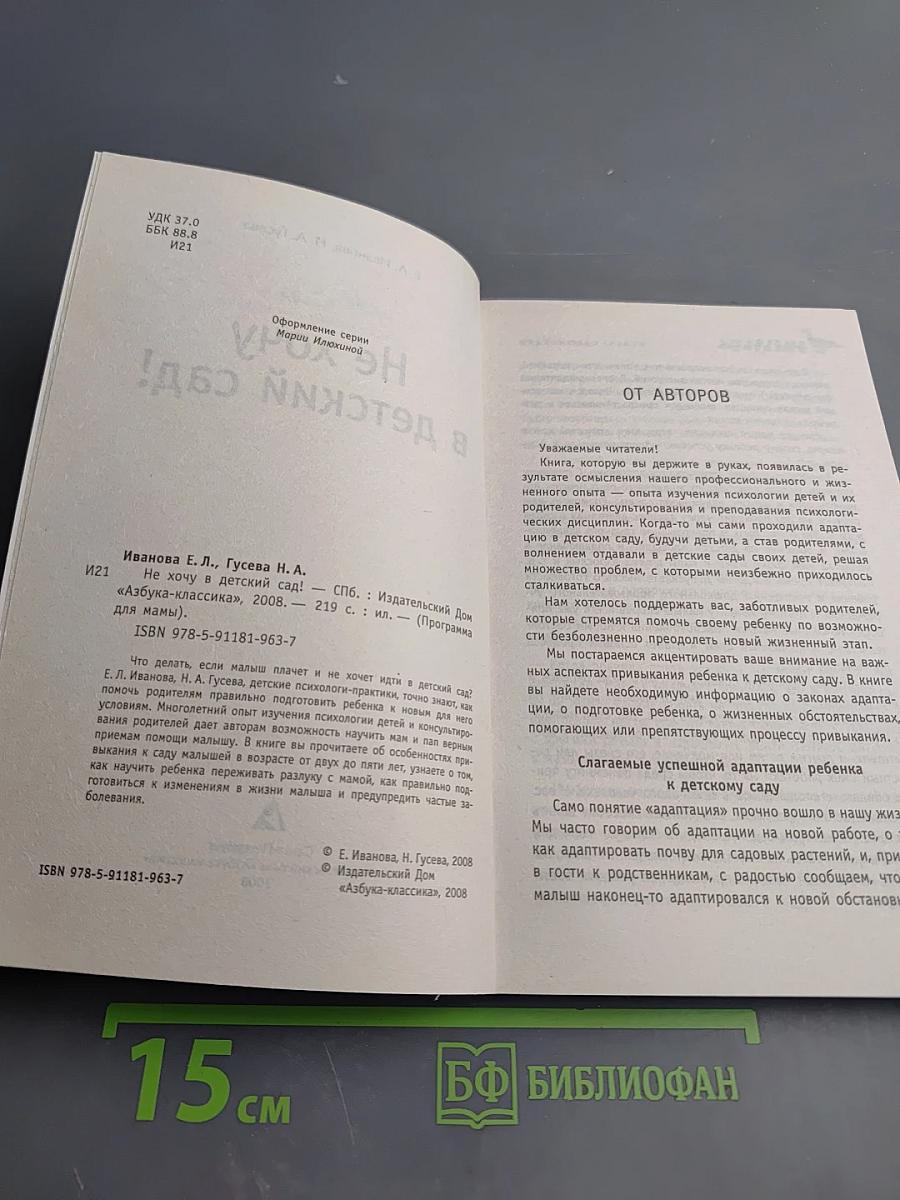 УДК 37.0
ББК 88.8
И21
Оформление серии
Марии Илюхиной
Не хочу
в детский сад!
Иванова Е. Л., Гусева Н. А.
И21 Не хочу в детский сад! — СПб. : Издательский Дом
«Азбука-классика», 2008. — 219 с. : ил. — (Программа
для мамы).
ISBN 978-5-91181-963-7
Что делать, если малыш плачет и не хочет идти в детский сад?
Е. Л. Иванова, Н. А. Гусева, детские психологи-практики, точно знают, как
помочь родителям правильно подготовить ребенка к новым для него
условиям. Многолетний опыт изучения психологии детей и консультиро-
вания родителей дает авторам возможность научить мам и пап верным
приемам помощи малышу. В книге вы прочитаете об особенностях при-
выкания к саду малышей в возрасте от двух до пяти лет, узнаете о том,
как научить ребенка переживать разлуку с мамой, как правильно под-
готовиться к изменениям в жизни малыша и предупредить частые за-
болевания.
© Е. Иванова, Н. Гусева, 2008
© Издательский Дом
«Азбука-классика», 2008
ISBN 978-5-91181-963-7
ОТ АВТОРОВ
Уважаемые читатели!
Книга, которую вы держите в руках, появилась в ре-
зультате осмысления нашего профессионального и жиз-
ненного опыта — опыта изучения психологии детей и их
родителей, консультирования и преподавания психологи-
ческих дисциплин. Когда-то мы сами проходили адапта-
цию в детском саду, будучи детьми, а став родителями, с
волнением отдавали в детские сады своих детей, решая
множество проблем, с которыми неизбежно приходилось
сталкиваться.
Нам хотелось поддержать вас, заботливых родителей,
которые стремятся помочь своему ребенку по возможно-
сти безболезненно преодолеть новый жизненный этап.
Мы постараемся акцентировать ваше внимание на важ-
ных аспектах привыкания ребенка к детскому саду. В книге
вы найдете необходимую информацию о законах адапта-
ции, о подготовке ребенка, о жизненных обстоятельствах,
помогающих или препятствующих процессу привыкания.
Слагаемые успешной адаптации ребенка
к детскому саду
Само понятие «адаптация» прочно вошло в нашу жиз
Мы часто говорим об адаптации на новой работе, о
как адаптировать почву для садовых растений, и, при
в гости к родственникам, с радостью сообщаем, что
малыш наконец-то адаптировался к новой обстанов
15 см
БФ БИБЛИОФАН